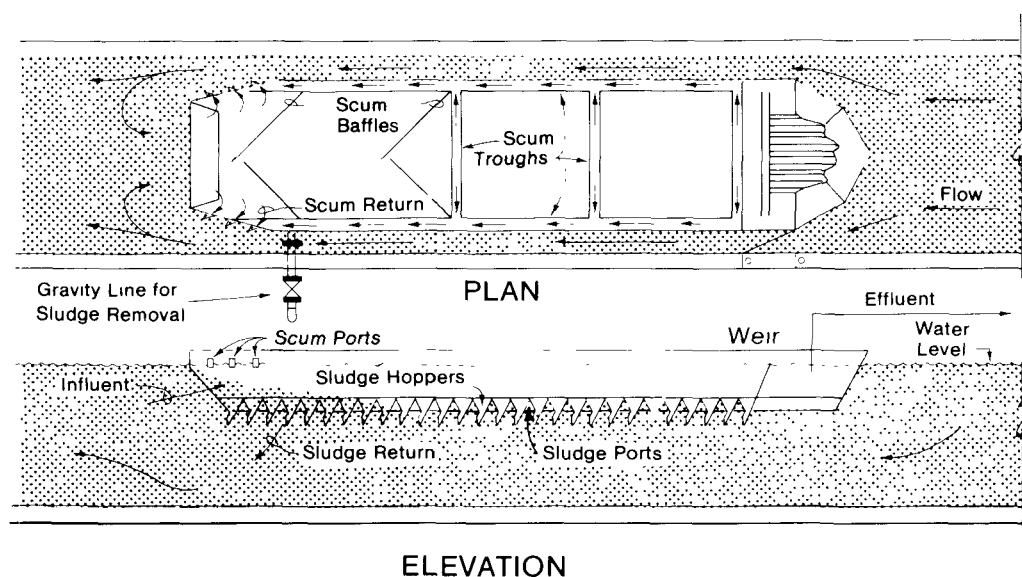 Scum
Baffles
Scum
Troughs
Scum Return
Flow
Gravity Line for
Sludge Removal
PLAN
Effluent
Scum Ports
Weir
Water
Level
Influent
Sludge Hoppers
Sludge Return
Sludge Ports
ELEVATION